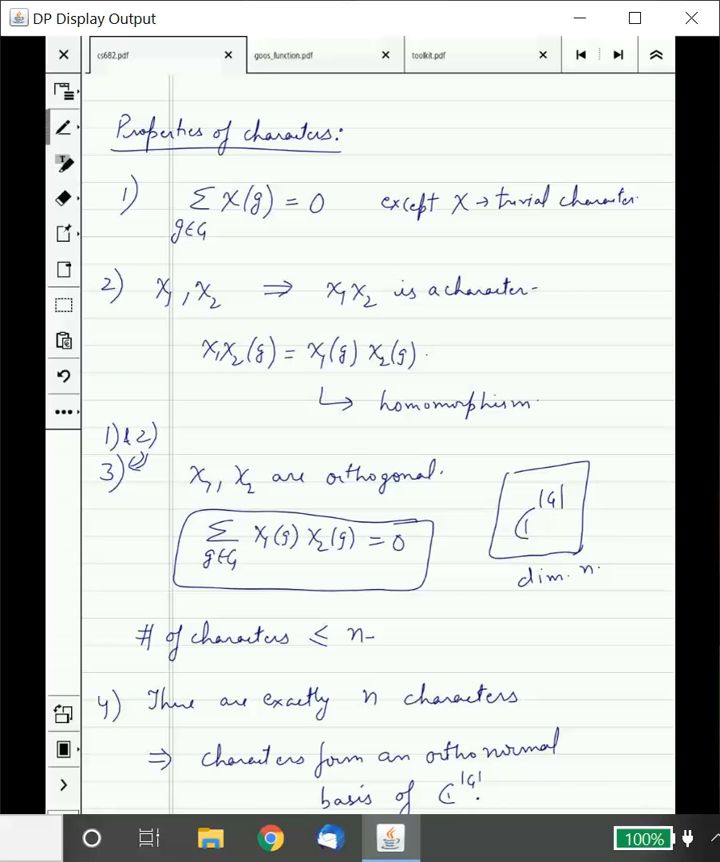 DP Display Output
cs682.pdf
goos_function.pdf
toolkit.pdf
Properties of characters:
1) Σ χ(g) = 0 except χ → trivial character.
g∈G
2) χ₁, χ₂ ⇒ χ₁χ₂ is a character.
χ₁χ₂(g) = χ₁(g) χ₂(g).
↳ homomorphism.
1) & 2)
3) χ₁, χ₂ are orthogonal.
Σ χ₁(g) χ₂(g) = 0
g∈G
ℂ^|G|
dim. n.
# of characters ≤ n
4) There are exactly n characters
⇒ characters form an orthonormal
basis of ℂ^|G|.
100%